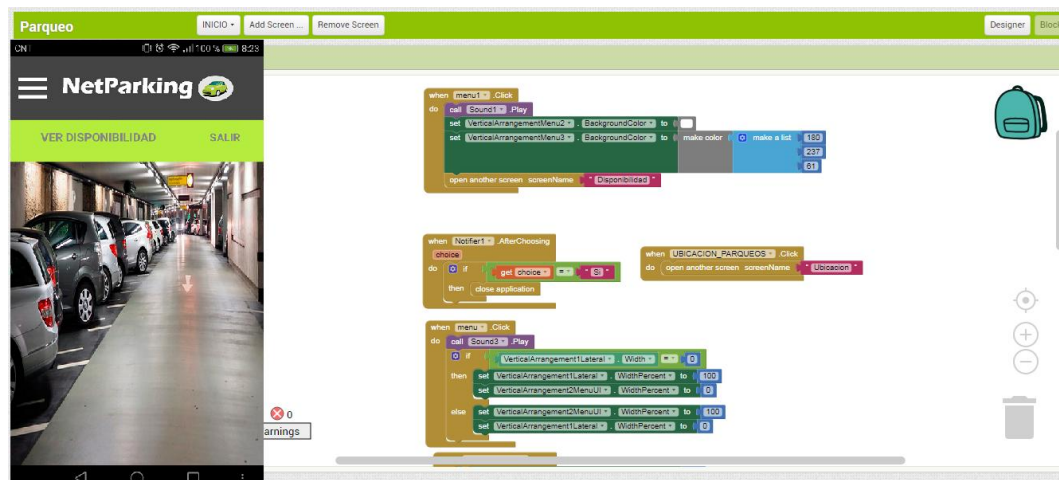 Parqueo
INICIO
Add Screen ...
Remove Screen
Designer
100 % 8:23
NetParking
VER DISPONIBILIDAD SALIR
0
arnings
when menu1 .Click
do call Sound1 .Play
set VerticalArrangementMenu2 . BackgroundColor to
set VerticalArrangementMenu3 . BackgroundColor to make color make a list 180
237
61
open another screen screenName " Disponibilidad "
when Notifier1 .AfterChoosing
choice
do if get choice = " Si "
then close application
when UBICACION_PARQUEOS .Click
do open another screen screenName " Ubicacion "
when menu .Click
do call Sound3 .Play
if VerticalArrangement1Lateral . Width = 0
then set VerticalArrangement1Lateral . WidthPercent to 100
set VerticalArrangement2MenuUI . WidthPercent to 0
else set VerticalArrangement2MenuUI . WidthPercent to 100
set VerticalArrangement1Lateral . WidthPercent to 0